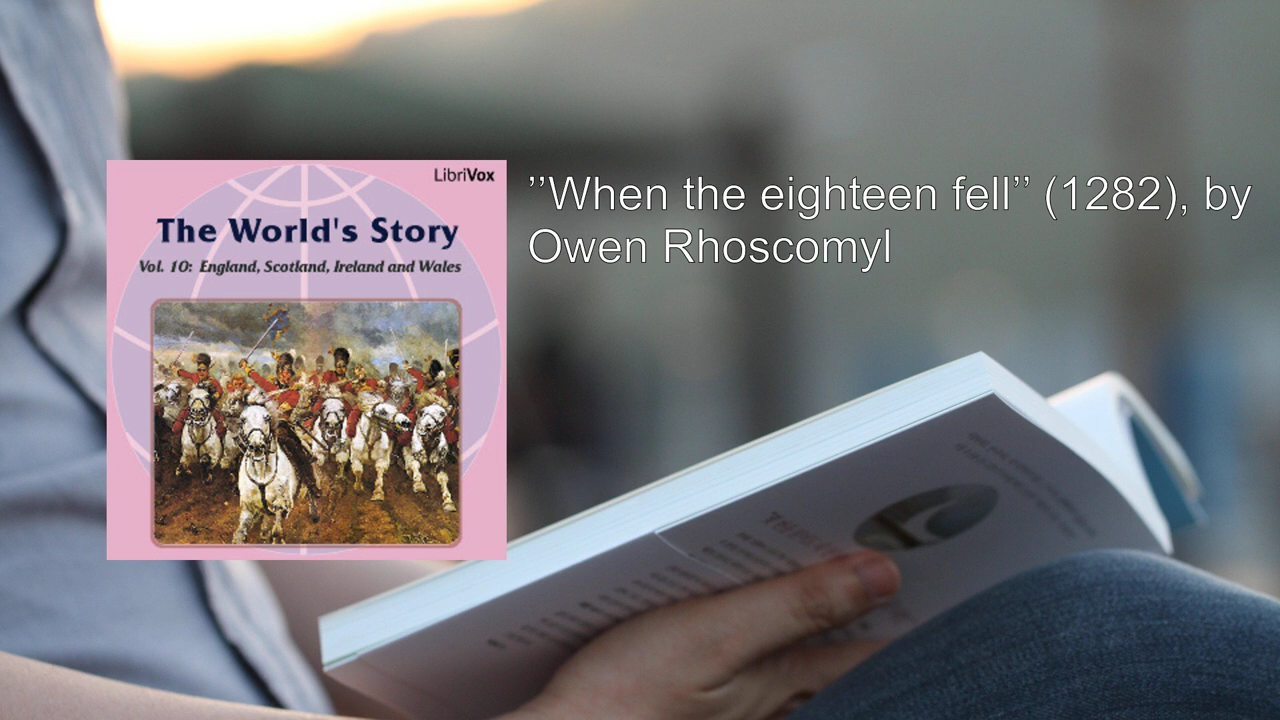 LibriVox
The World's Story
Vol. 10: England, Scotland, Ireland and Wales
’’When the eighteen fell’’ (1282), by
Owen Rhoscomyl